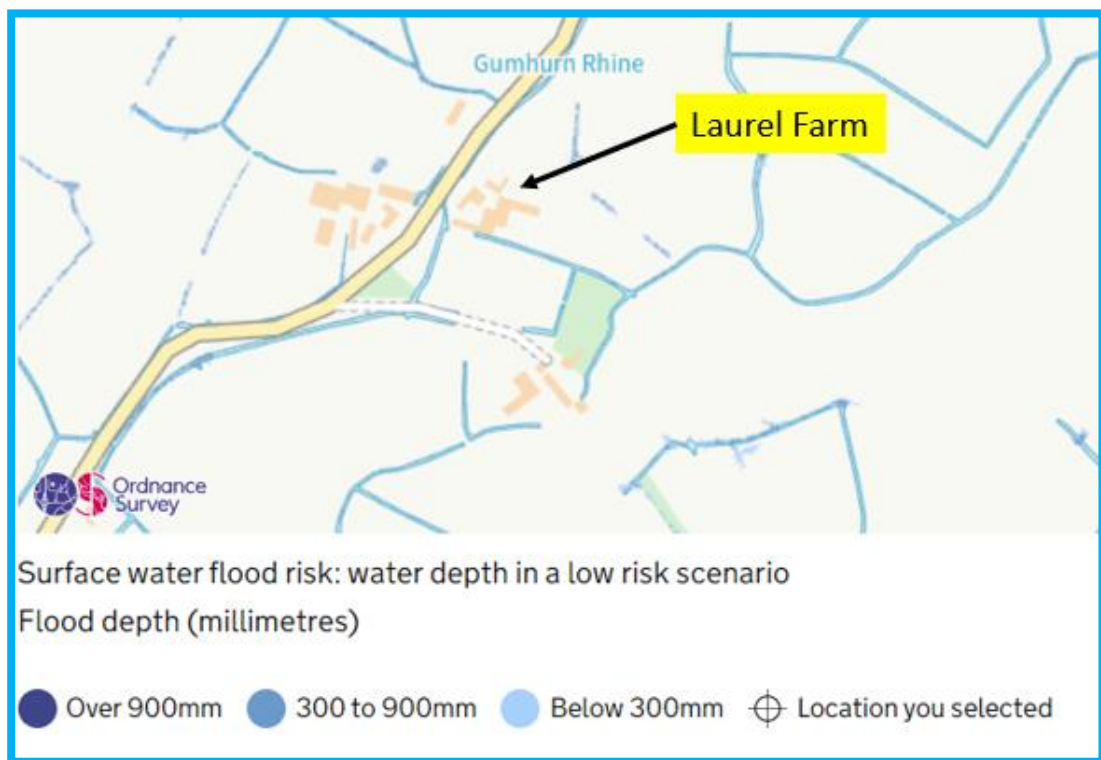 Gumhurn Rhine
Laurel Farm
Ordnance
Survey
Surface water flood risk: water depth in a low risk scenario
Flood depth (millimetres)
Over 900mm 300 to 900mm Below 300mm Location you selected